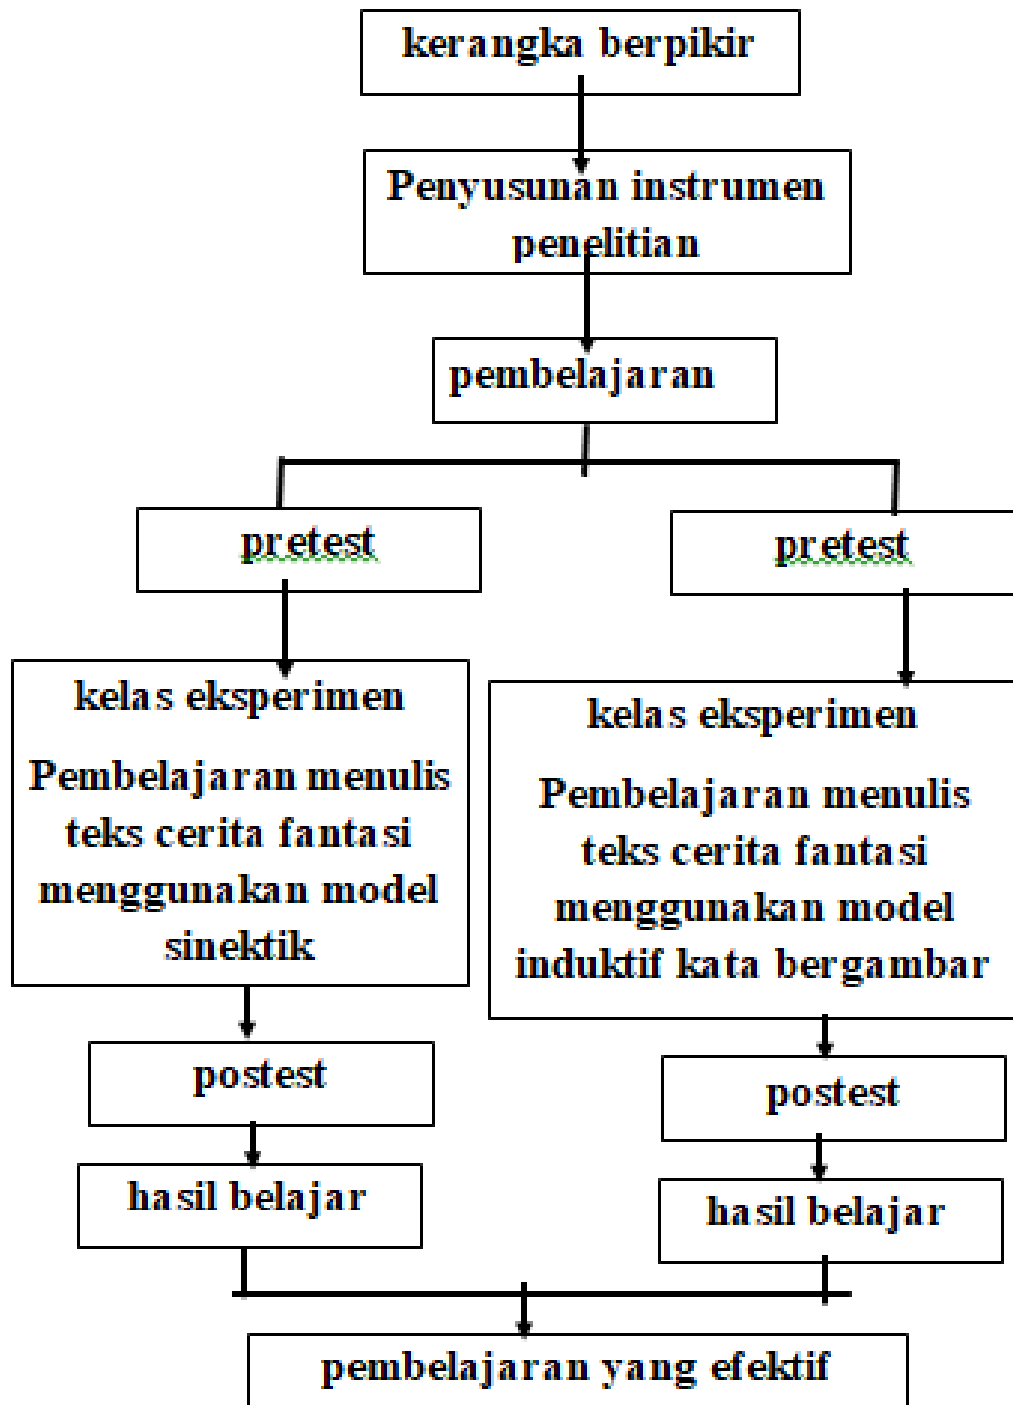 kerangka berpikir
Penyusunan instrumen
penelitian
pembelajaran
pretest
pretest
kelas eksperimen
Pembelajaran menulis
teks cerita fantasi
menggunakan model
sinektik
kelas eksperimen
Pembelajaran menulis
teks cerita fantasi
menggunakan model
induktif kata bergambar
postest
postest
hasil belajar
hasil belajar
pembelajaran yang efektif